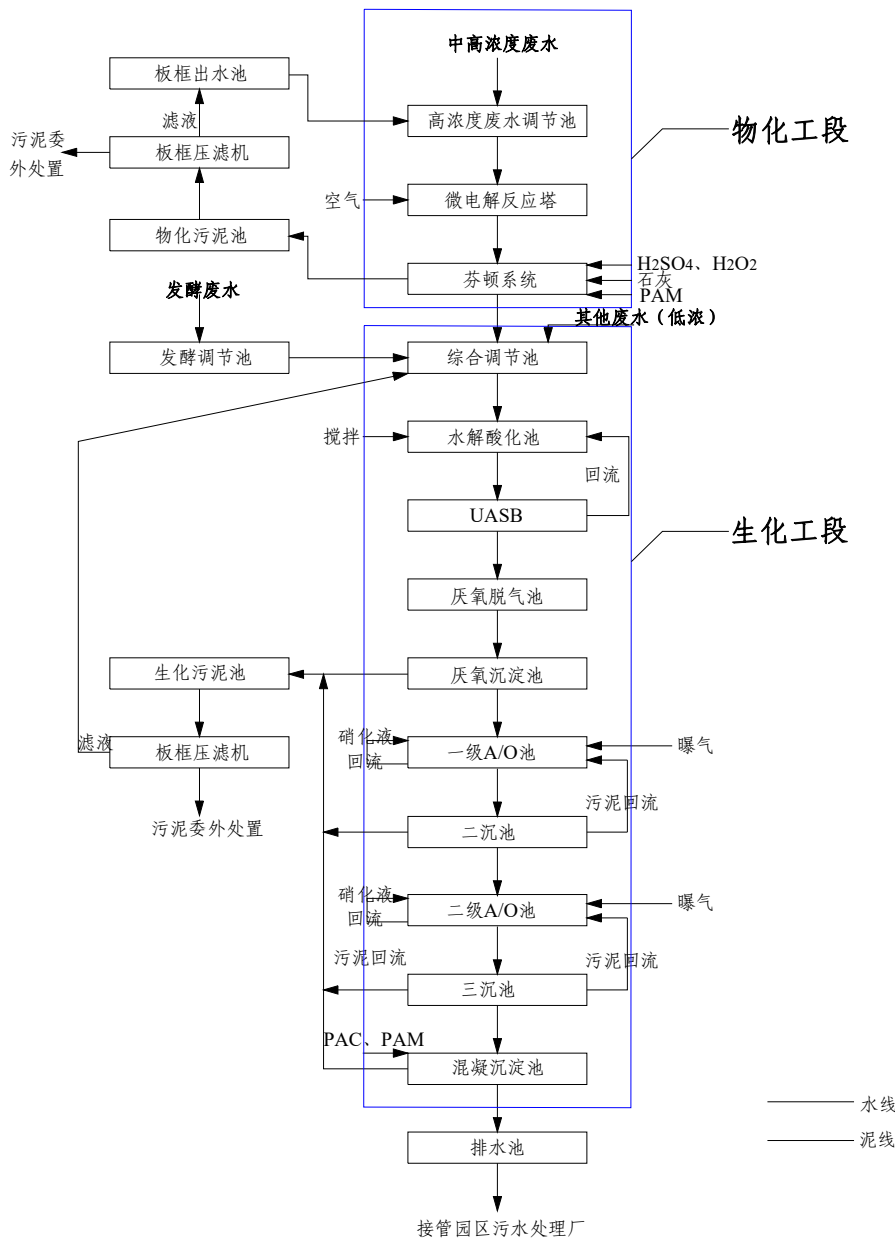 中高浓度废水
板框出水池
滤液
高浓度废水调节池
物化工段
污泥委
外处置
板框压滤机
空气
微电解反应塔
物化污泥池
芬顿系统
H2SO4、H2O2
石灰
PAM
发酵废水
其他废水（低浓）
发酵调节池
综合调节池
搅拌
水解酸化池
回流
UASB
生化工段
厌氧脱气池
生化污泥池
厌氧沉淀池
滤液
板框压滤机
硝化液
回流
一级A/O池
曝气
污泥回流
污泥委外处置
二沉池
硝化液
回流
二级A/O池
曝气
污泥回流
污泥回流
三沉池
PAC、PAM
混凝沉淀池
水线
排水池
泥线
接管园区污水处理厂